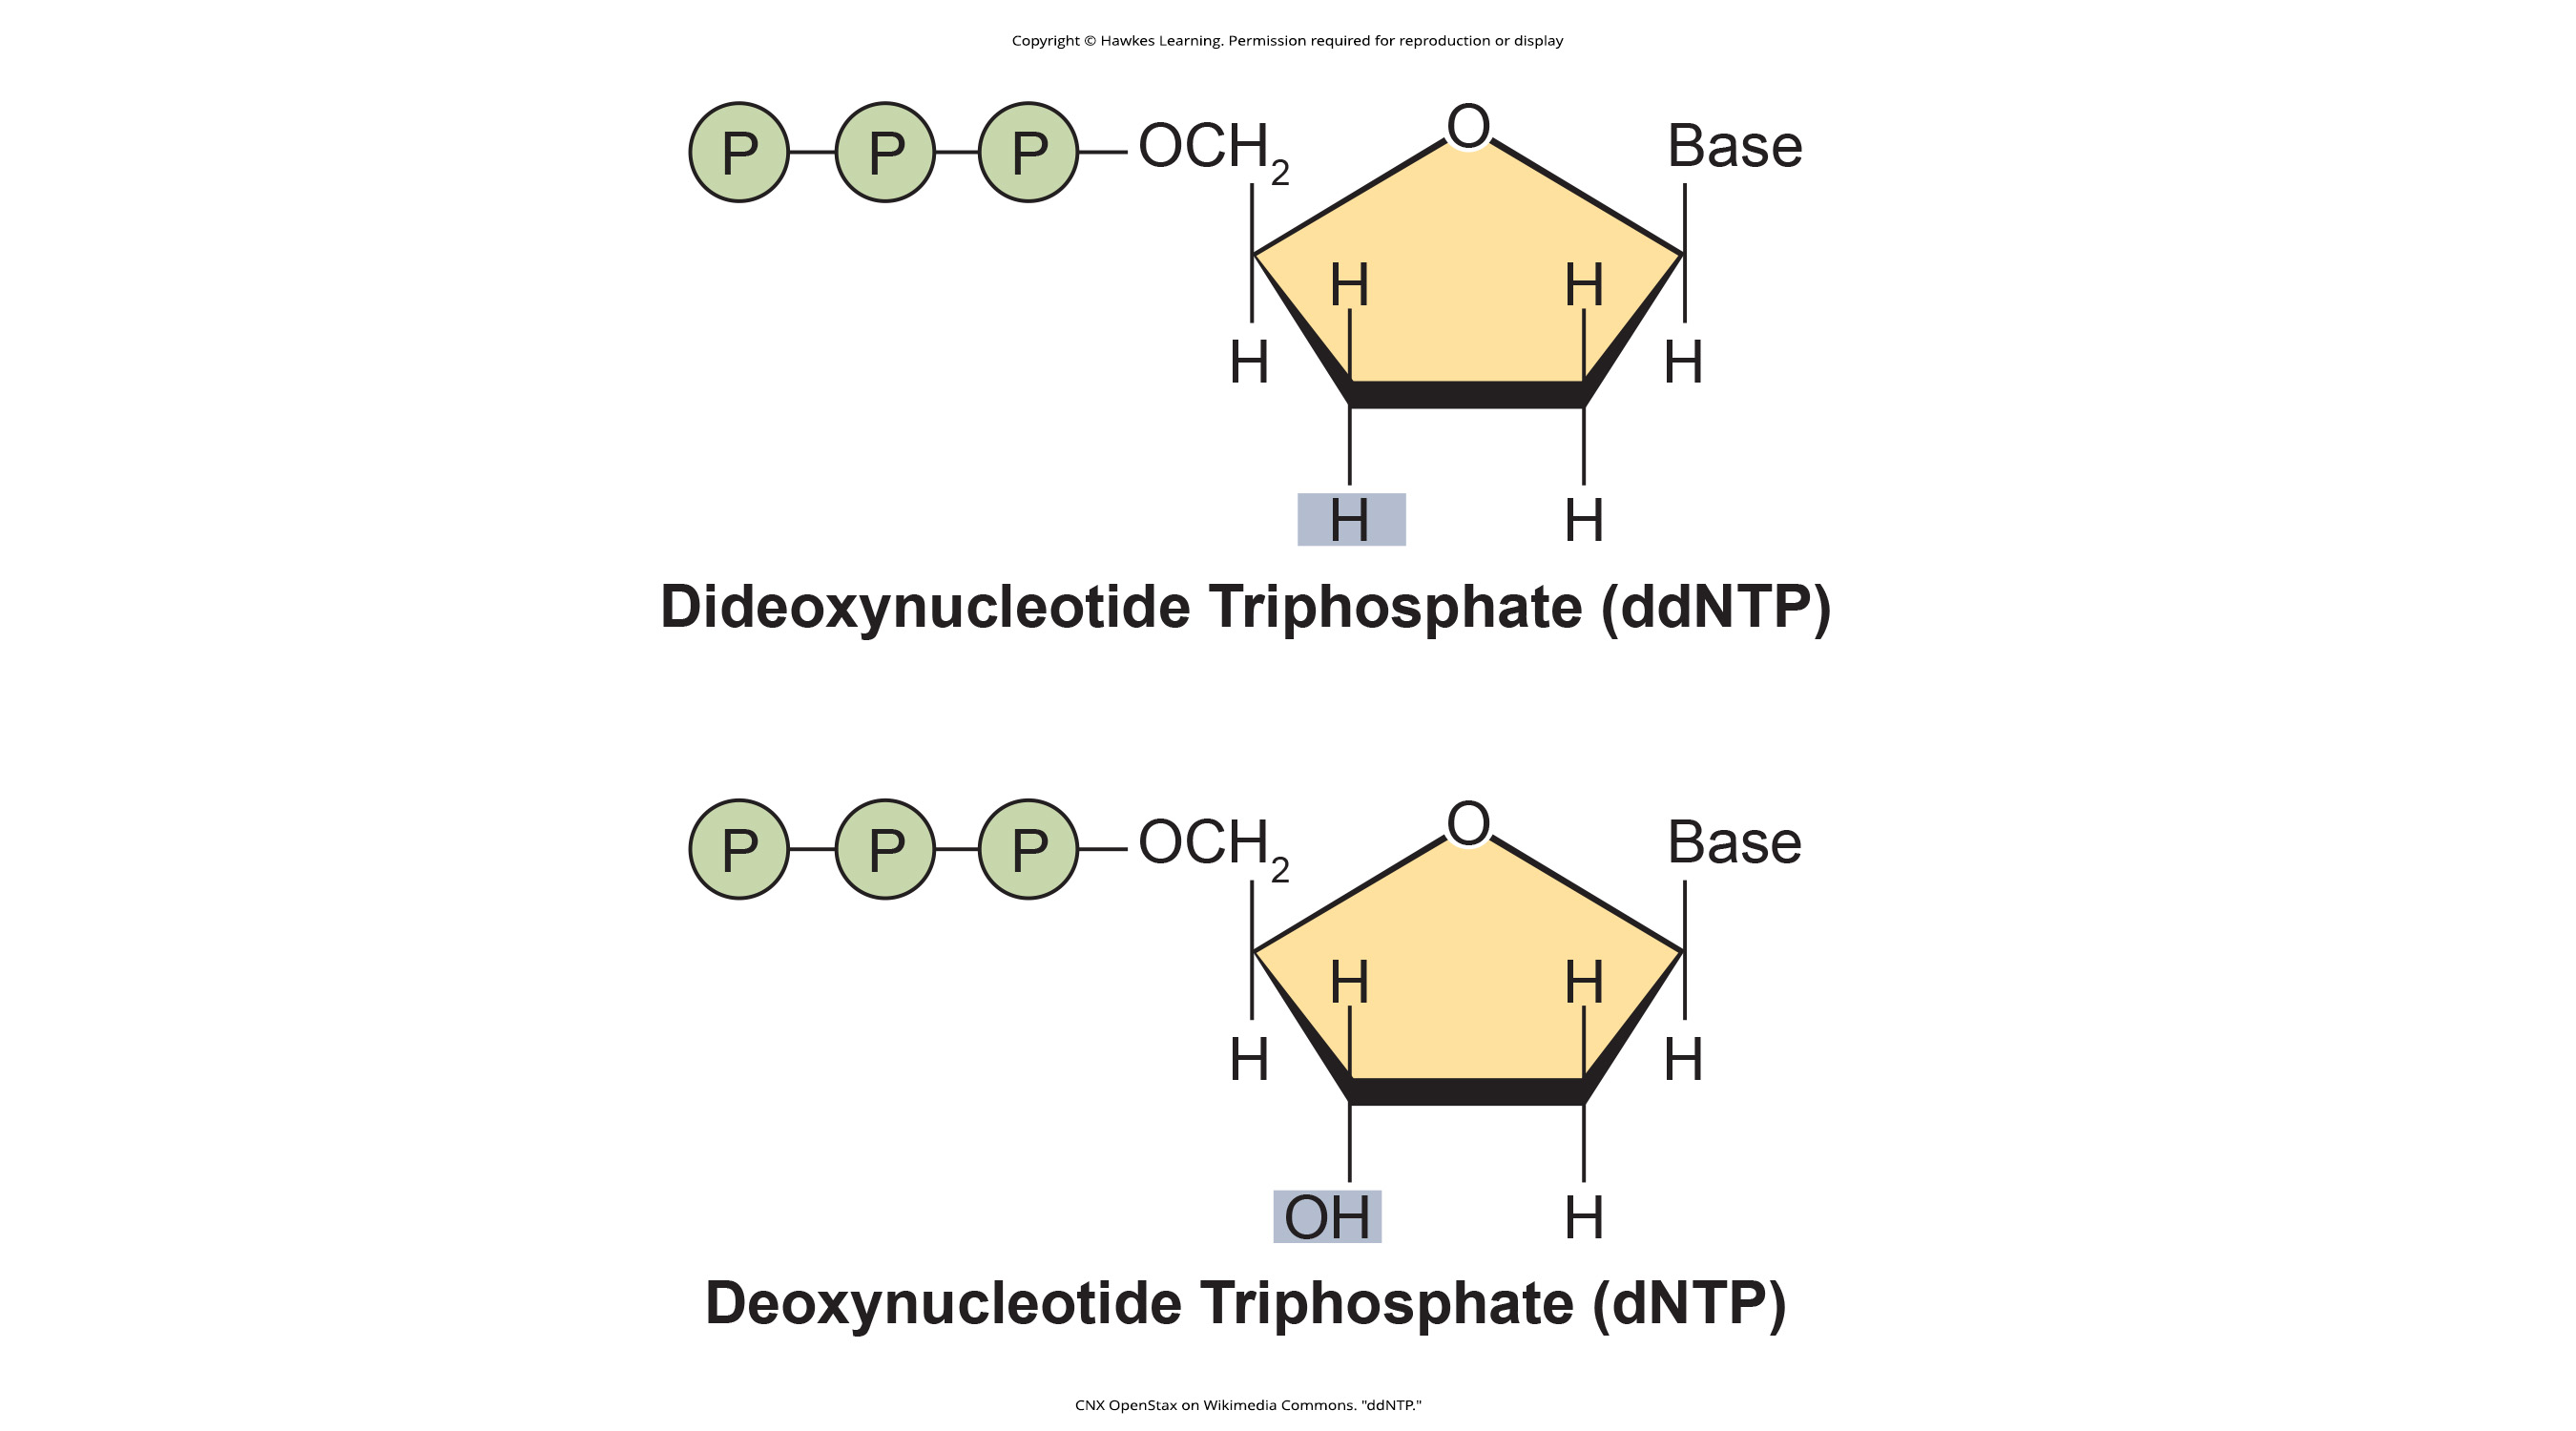 Copyright © Hawkes Learning. Permission required for reproduction or display
P P P OCH2 O Base
H H
H H
H H
Dideoxynucleotide Triphosphate (ddNTP)
P P P OCH2 O Base
H H
H H
OH H
Deoxynucleotide Triphosphate (dNTP)
CNX OpenStax on Wikimedia Commons. "ddNTP."